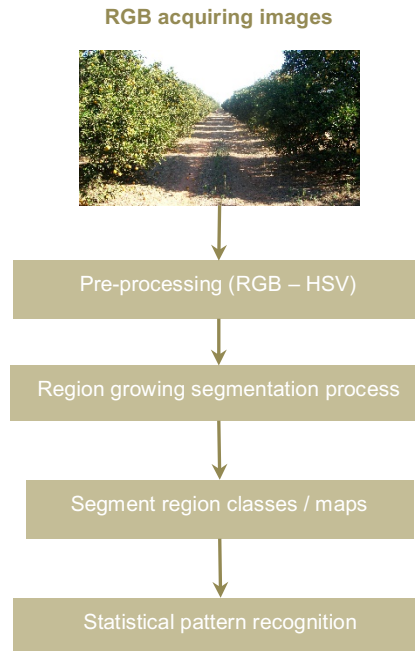 RGB acquiring images
Pre-processing (RGB – HSV)
Region growing segmentation process
Segment region classes / maps
Statistical pattern recognition